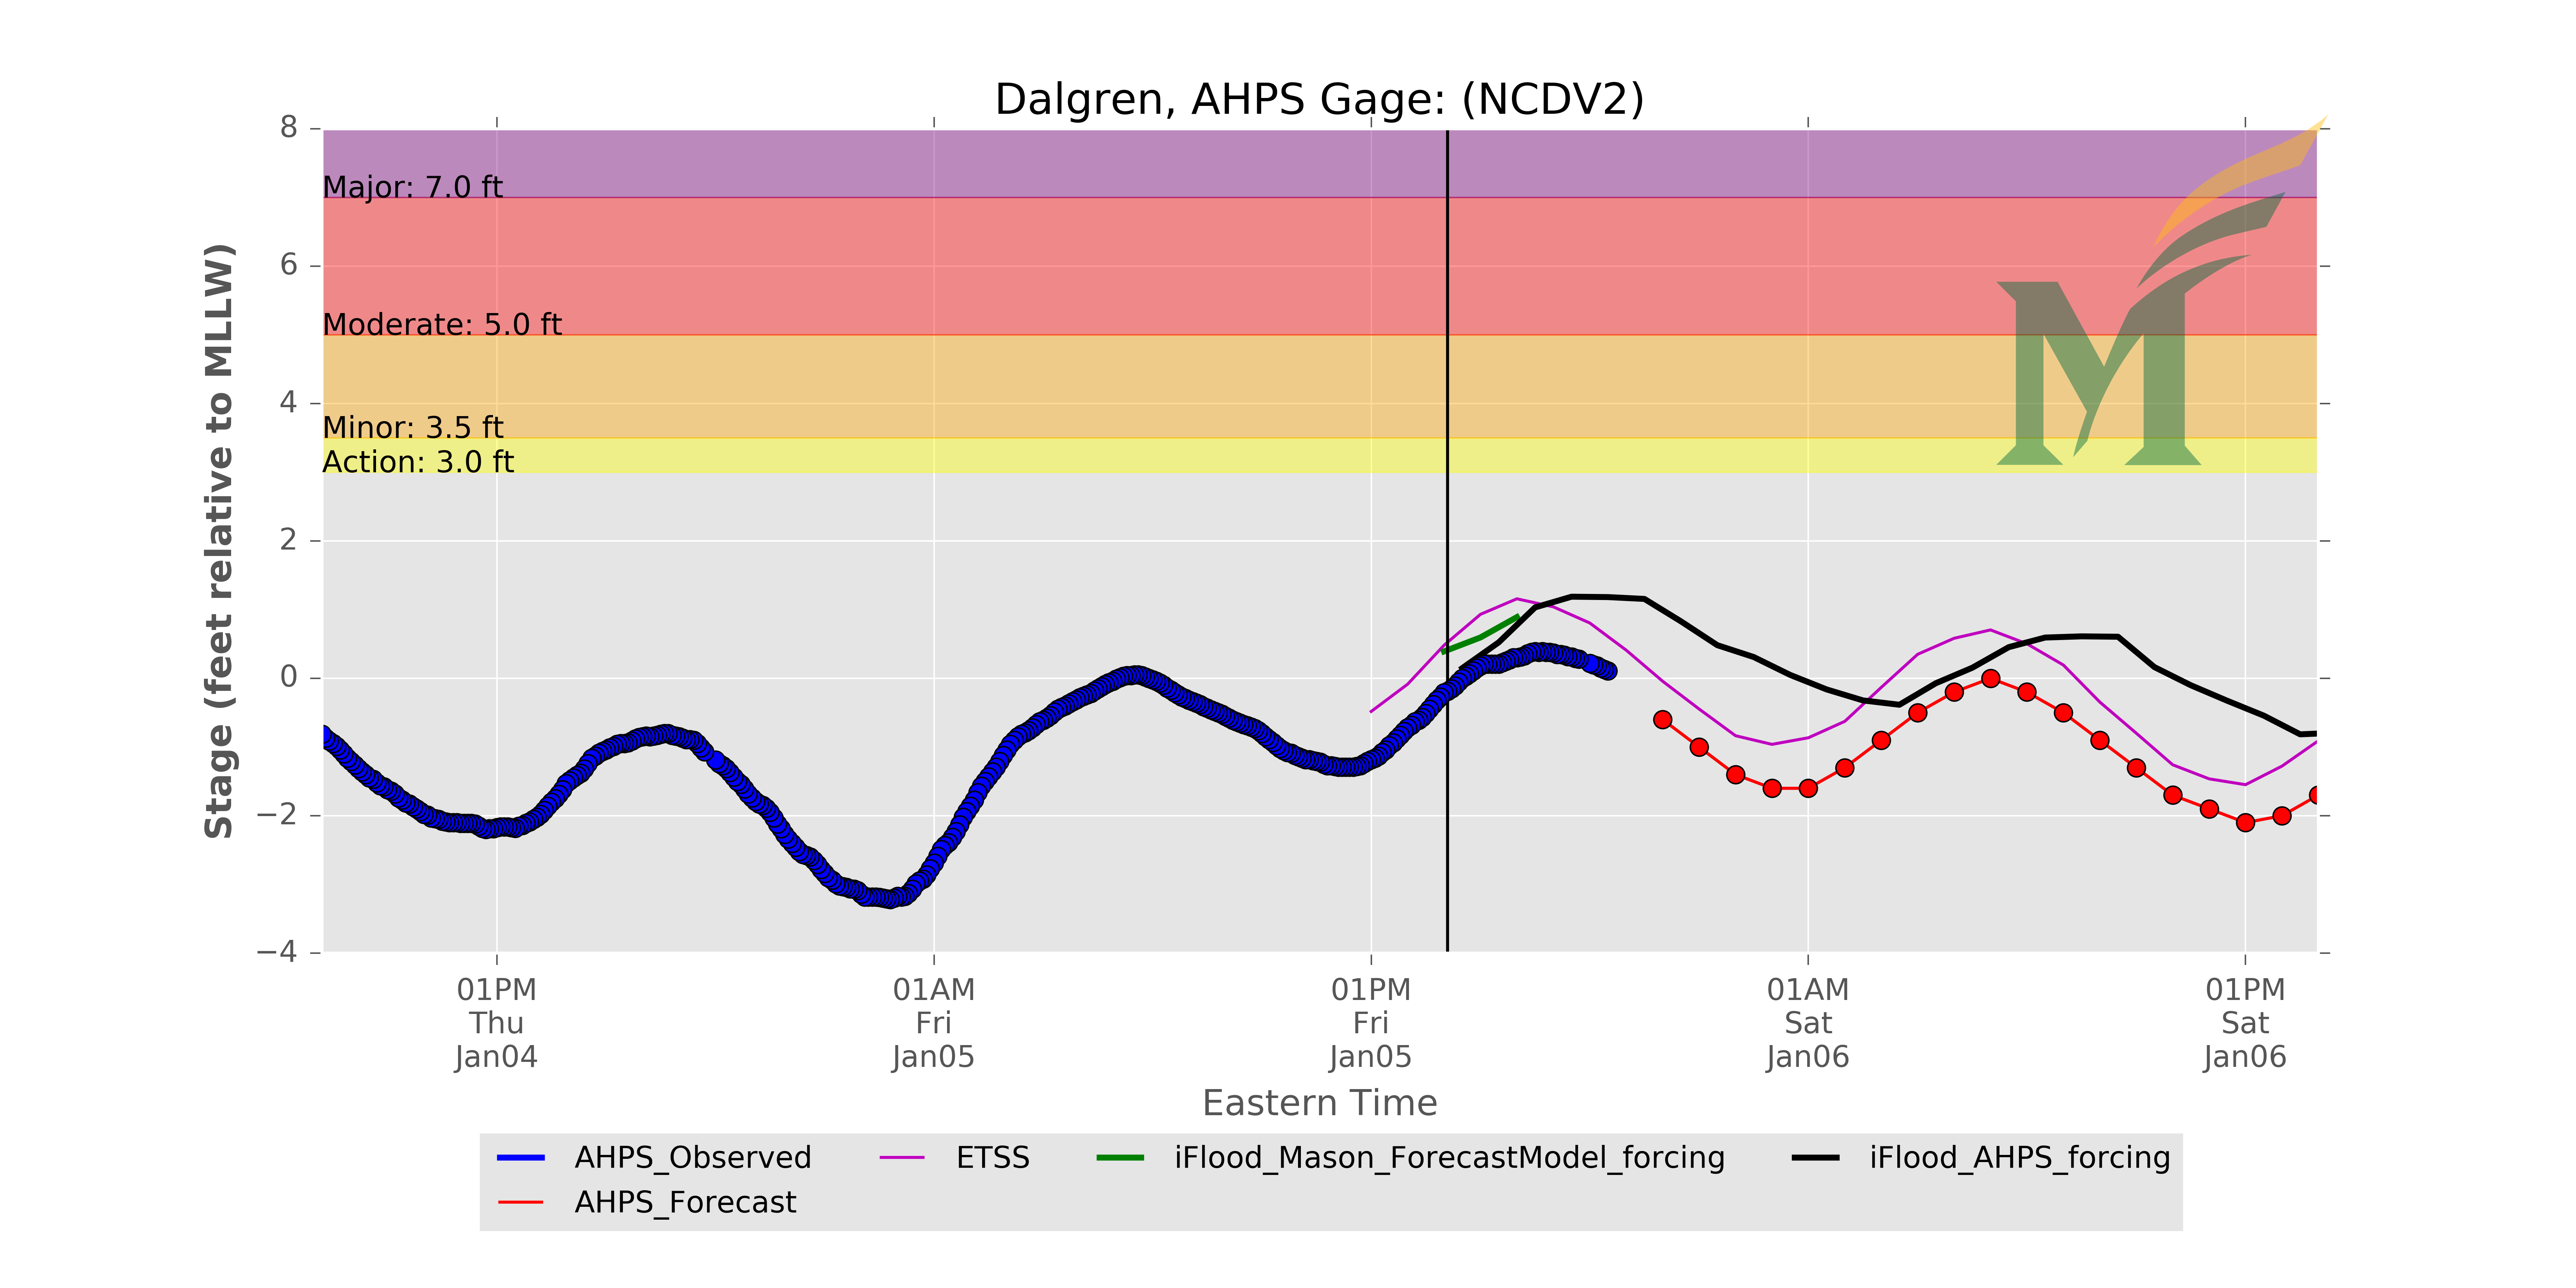 Dalgren, AHPS Gage: (NCDV2)
8
6
4
2
0
−2
−4
Stage (feet relative to MLLW)
Major: 7.0 ft
Moderate: 5.0 ft
Minor: 3.5 ft
Action: 3.0 ft
M
01PM
Thu
Jan04
01AM
Fri
Jan05
01PM
Fri
Jan05
01AM
Sat
Jan06
01PM
Sat
Jan06
Eastern Time
AHPS_Observed
AHPS_Forecast
ETSS
iFlood_Mason_ForecastModel_forcing
iFlood_AHPS_forcing